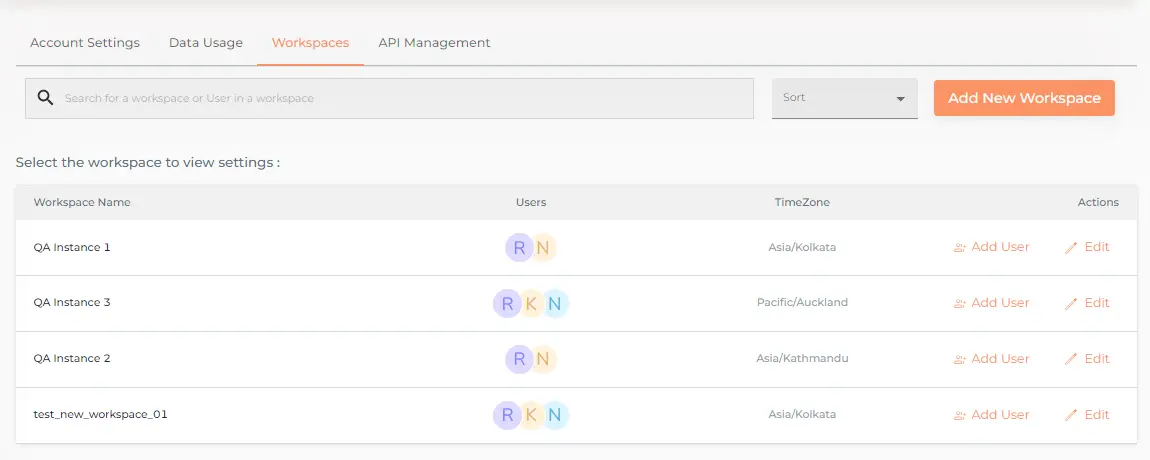 Account Settings Data Usage Workspaces API Management
Search for a workspace or User in a workspace Sort Add New Workspace
Select the workspace to view settings :
Workspace Name Users TimeZone Actions
QA Instance 1 R N Asia/Kolkata Add User Edit
QA Instance 3 R K N Pacific/Auckland Add User Edit
QA Instance 2 R N Asia/Kathmandu Add User Edit
test_new_workspace_01 R K N Asia/Kolkata Add User Edit